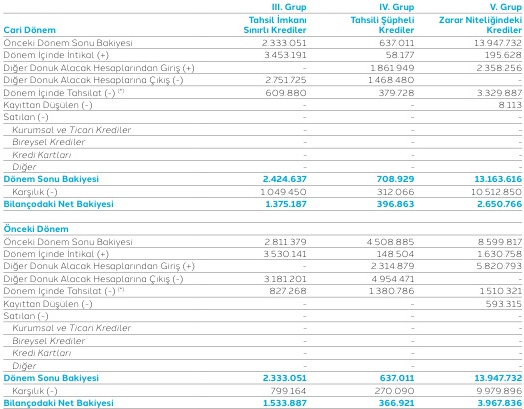 III. Grup IV. Grup V. Grup
Tahsil İmkanı Tahsili Şüpheli Zarar Niteliğindeki
Cari Dönem Sınırlı Krediler Krediler Krediler
Önceki Dönem Sonu Bakiyesi 2.333.051 637.011 13.947.732
Dönem İçinde İntikal (+) 3.453.191 58.177 195.628
Diğer Donuk Alacak Hesaplarından Giriş (+) - 1.861.949 2.358.256
Diğer Donuk Alacak Hesaplarına Çıkış (-) 2.751.725 1.468.480 -
Dönem İçinde Tahsilat (-) (*) 609.880 379.728 3.329.887
Kayıttan Düşülen (-) - - 8.113
Satılan (-) - - -
Kurumsal ve Ticari Krediler - - -
Bireysel Krediler - - -
Kredi Kartları - - -
Diğer - - -
Dönem Sonu Bakiyesi 2.424.637 708.929 13.163.616
Karşılık (-) 1.049.450 312.066 10.512.850
Bilançodaki Net Bakiyesi 1.375.187 396.863 2.650.766
Önceki Dönem
Önceki Dönem Sonu Bakiyesi 2.811.379 4.508.885 8.599.817
Dönem İçinde İntikal (+) 3.530.141 148.504 1.630.758
Diğer Donuk Alacak Hesaplarından Giriş (+) - 2.314.879 5.820.793
Diğer Donuk Alacak Hesaplarına Çıkış (-) 3.181.201 4.954.471 -
Dönem İçinde Tahsilat (-) (*) 827.268 1.380.786 1.510.321
Kayıttan Düşülen (-) - - 593.315
Satılan (-) - - -
Kurumsal ve Ticari Krediler - - -
Bireysel Krediler - - -
Kredi Kartları - - -
Diğer - - -
Dönem Sonu Bakiyesi 2.333.051 637.011 13.947.732
Karşılık (-) 799.164 270.090 9.979.896
Bilançodaki Net Bakiyesi 1.533.887 366.921 3.967.836